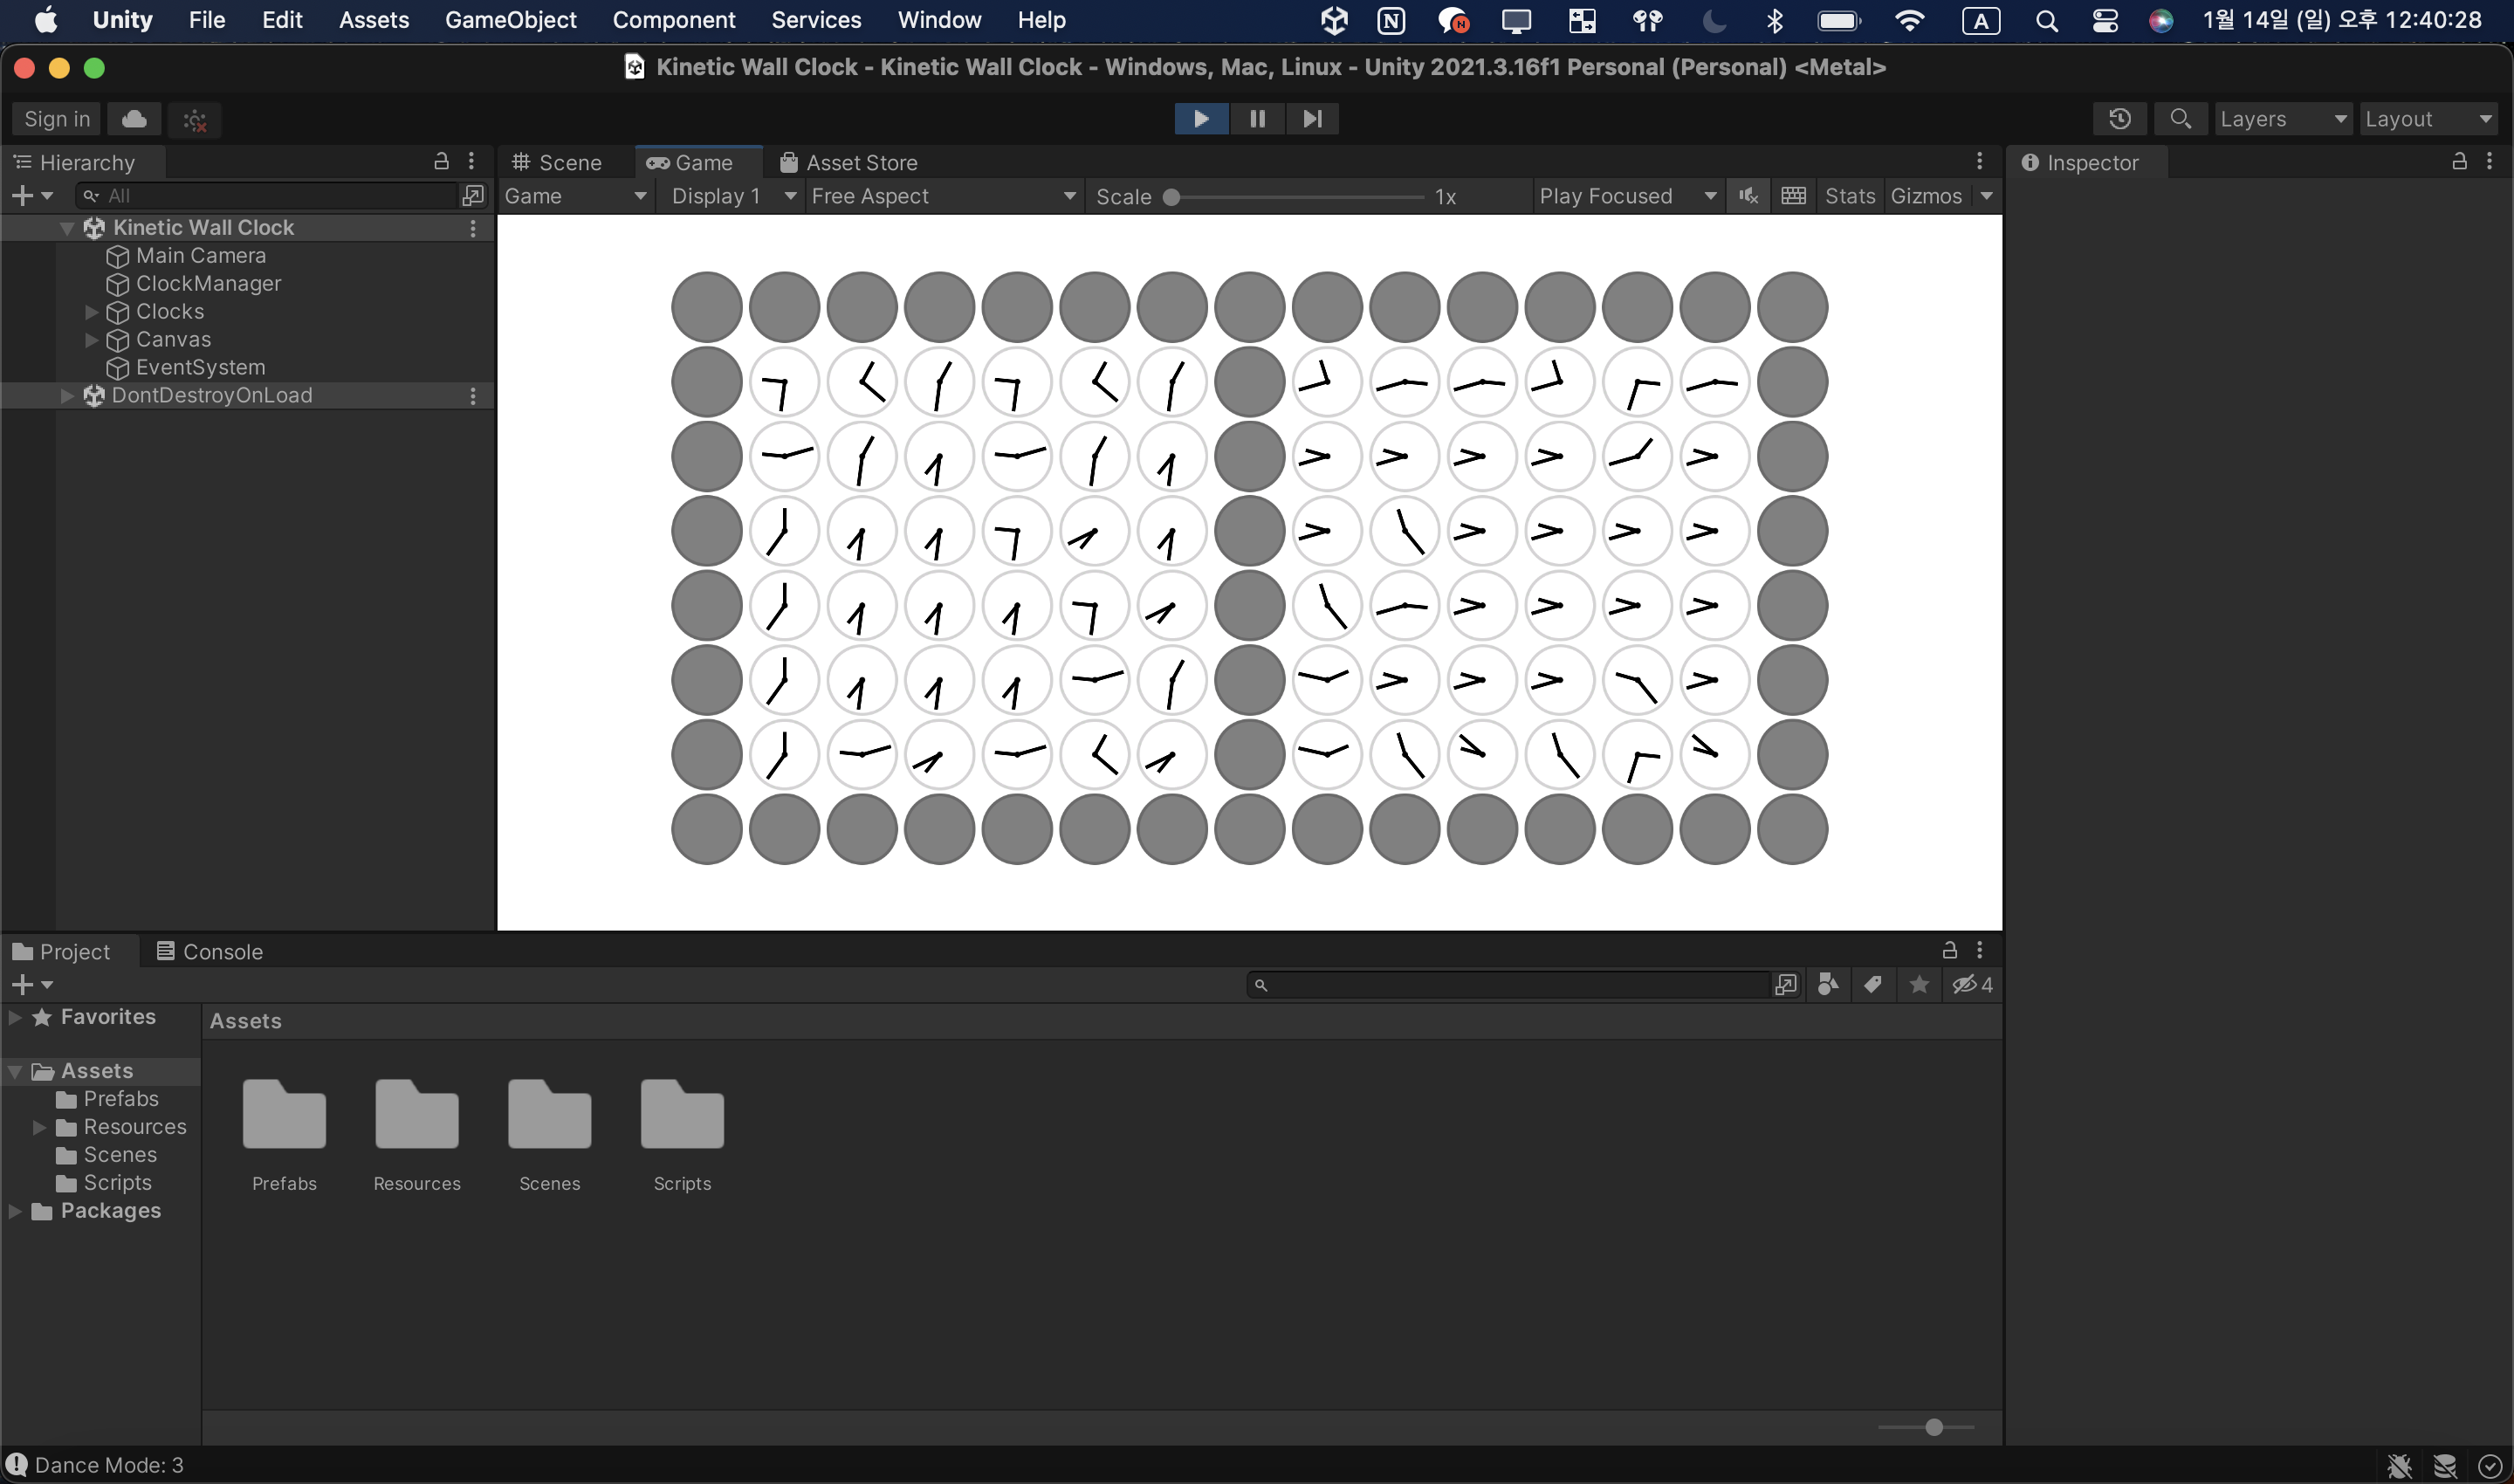 Unity File Edit Assets GameObject Component Services Window Help N N A 1월 14일 (일) 오후 12:40:28
Kinetic Wall Clock - Kinetic Wall Clock - Windows, Mac, Linux - Unity 2021.3.16f1 Personal (Personal) <Metal>
Sign in Layers Layout
Hierarchy
All
Kinetic Wall Clock
Main Camera
ClockManager
Clocks
Canvas
EventSystem
DontDestroyOnLoad
Scene Game Asset Store
Game Display 1 Free Aspect Scale 1x Play Focused Stats Gizmos
Inspector
Project Console
4
Favorites
Assets
Prefabs
Resources
Scenes
Scripts
Packages
Assets
Prefabs Resources Scenes Scripts
Dance Mode: 3